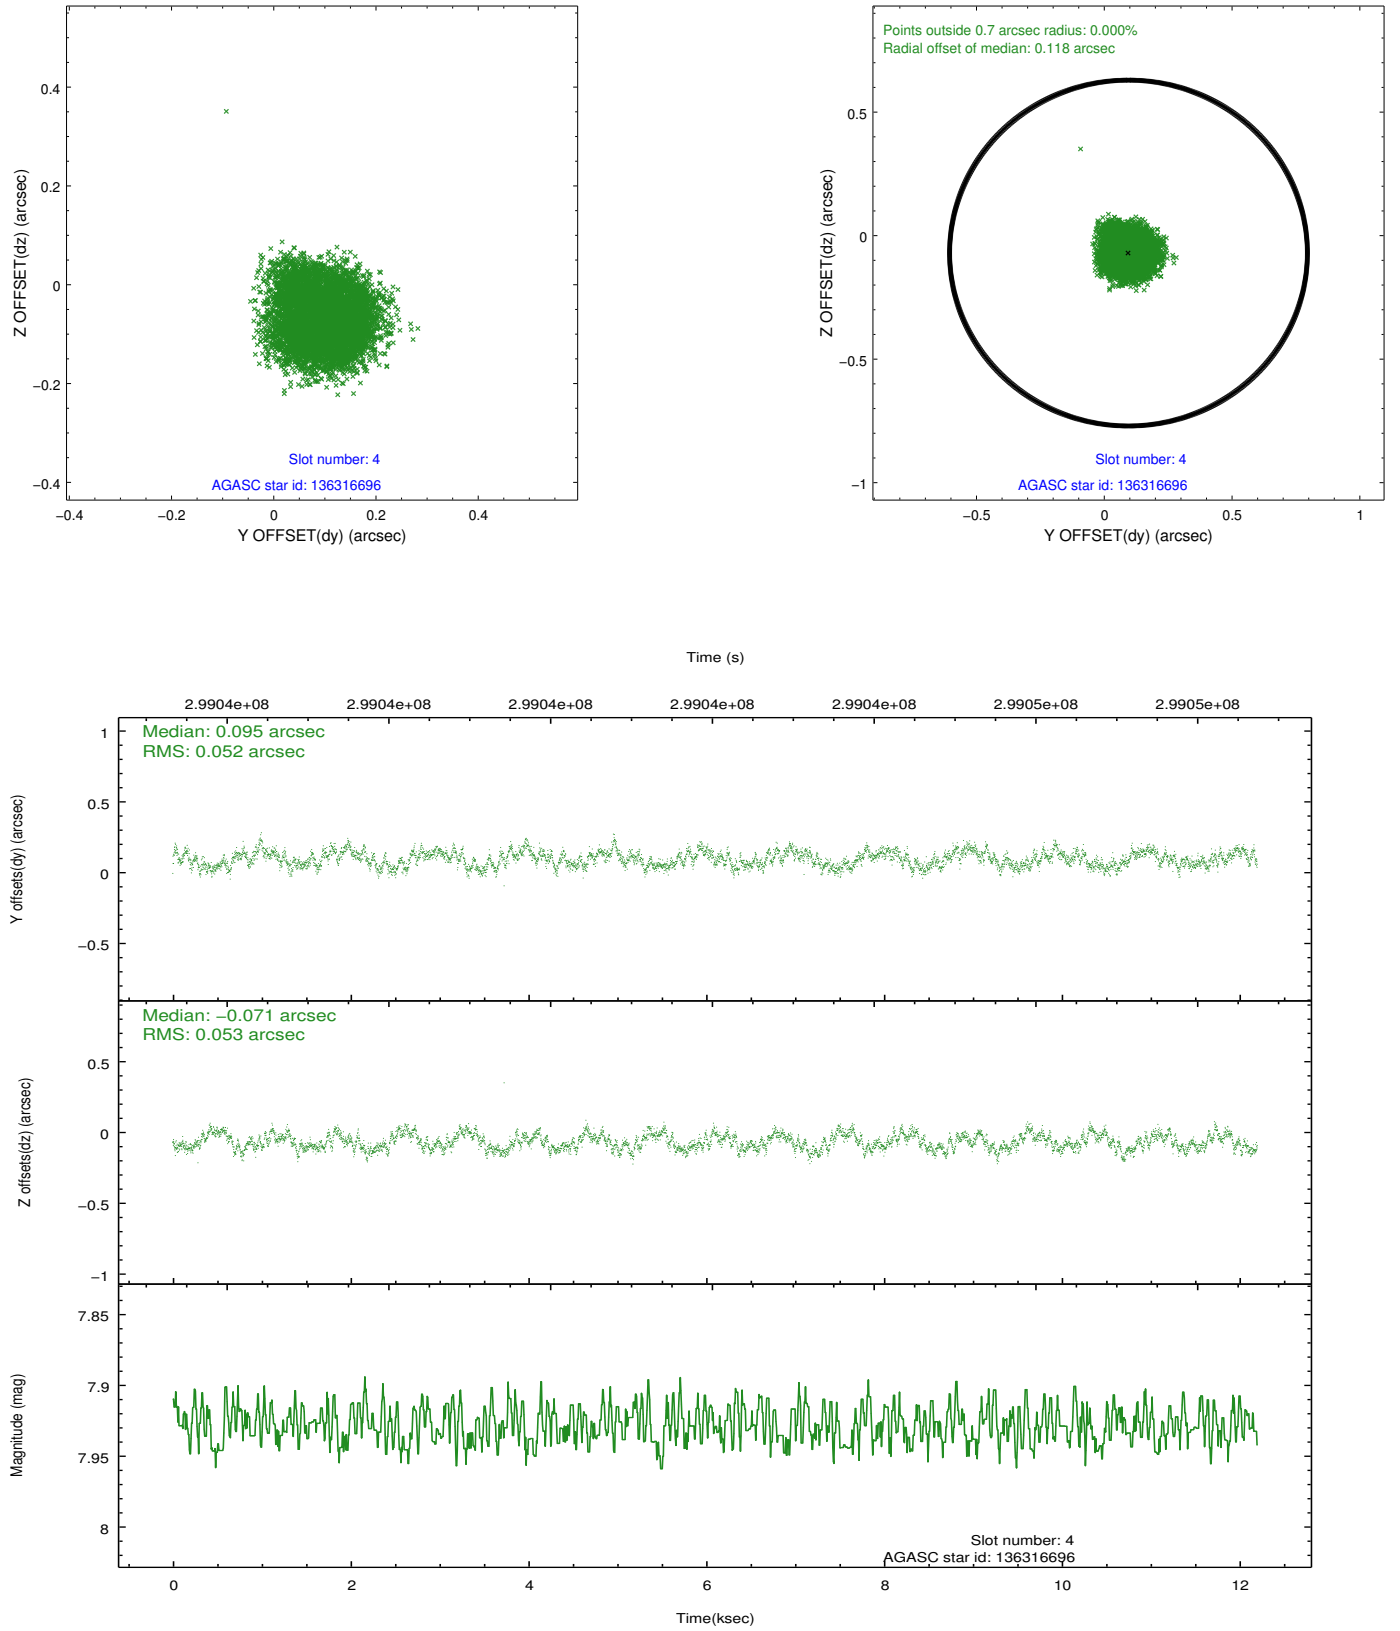 0.4
0.2
0
−0.2
−0.4
Z OFFSET(dz) (arcsec)
Slot number: 4
AGASC star id: 136316696
−0.4 −0.2 0 0.2 0.4
Y OFFSET(dy) (arcsec)
Points outside 0.7 arcsec radius: 0.000%
Radial offset of median: 0.118 arcsec
0.5
0
−0.5
−1
Z OFFSET(dz) (arcsec)
Slot number: 4
AGASC star id: 136316696
−0.5 0 0.5 1
Y OFFSET(dy) (arcsec)
Time (s)
2.9904e+08 2.9904e+08 2.9904e+08 2.9904e+08 2.9904e+08 2.9905e+08 2.9905e+08
Median: 0.095 arcsec
RMS: 0.052 arcsec
1
0.5
0
−0.5
Y offsets(dy) (arcsec)
Median: −0.071 arcsec
RMS: 0.053 arcsec
0.5
0
−0.5
−1
Z offsets(dz) (arcsec)
7.85
7.9
7.95
8
Magnitude (mag)
Slot number: 4
AGASC star id: 136316696
0 2 4 6 8 10 12
Time(ksec)